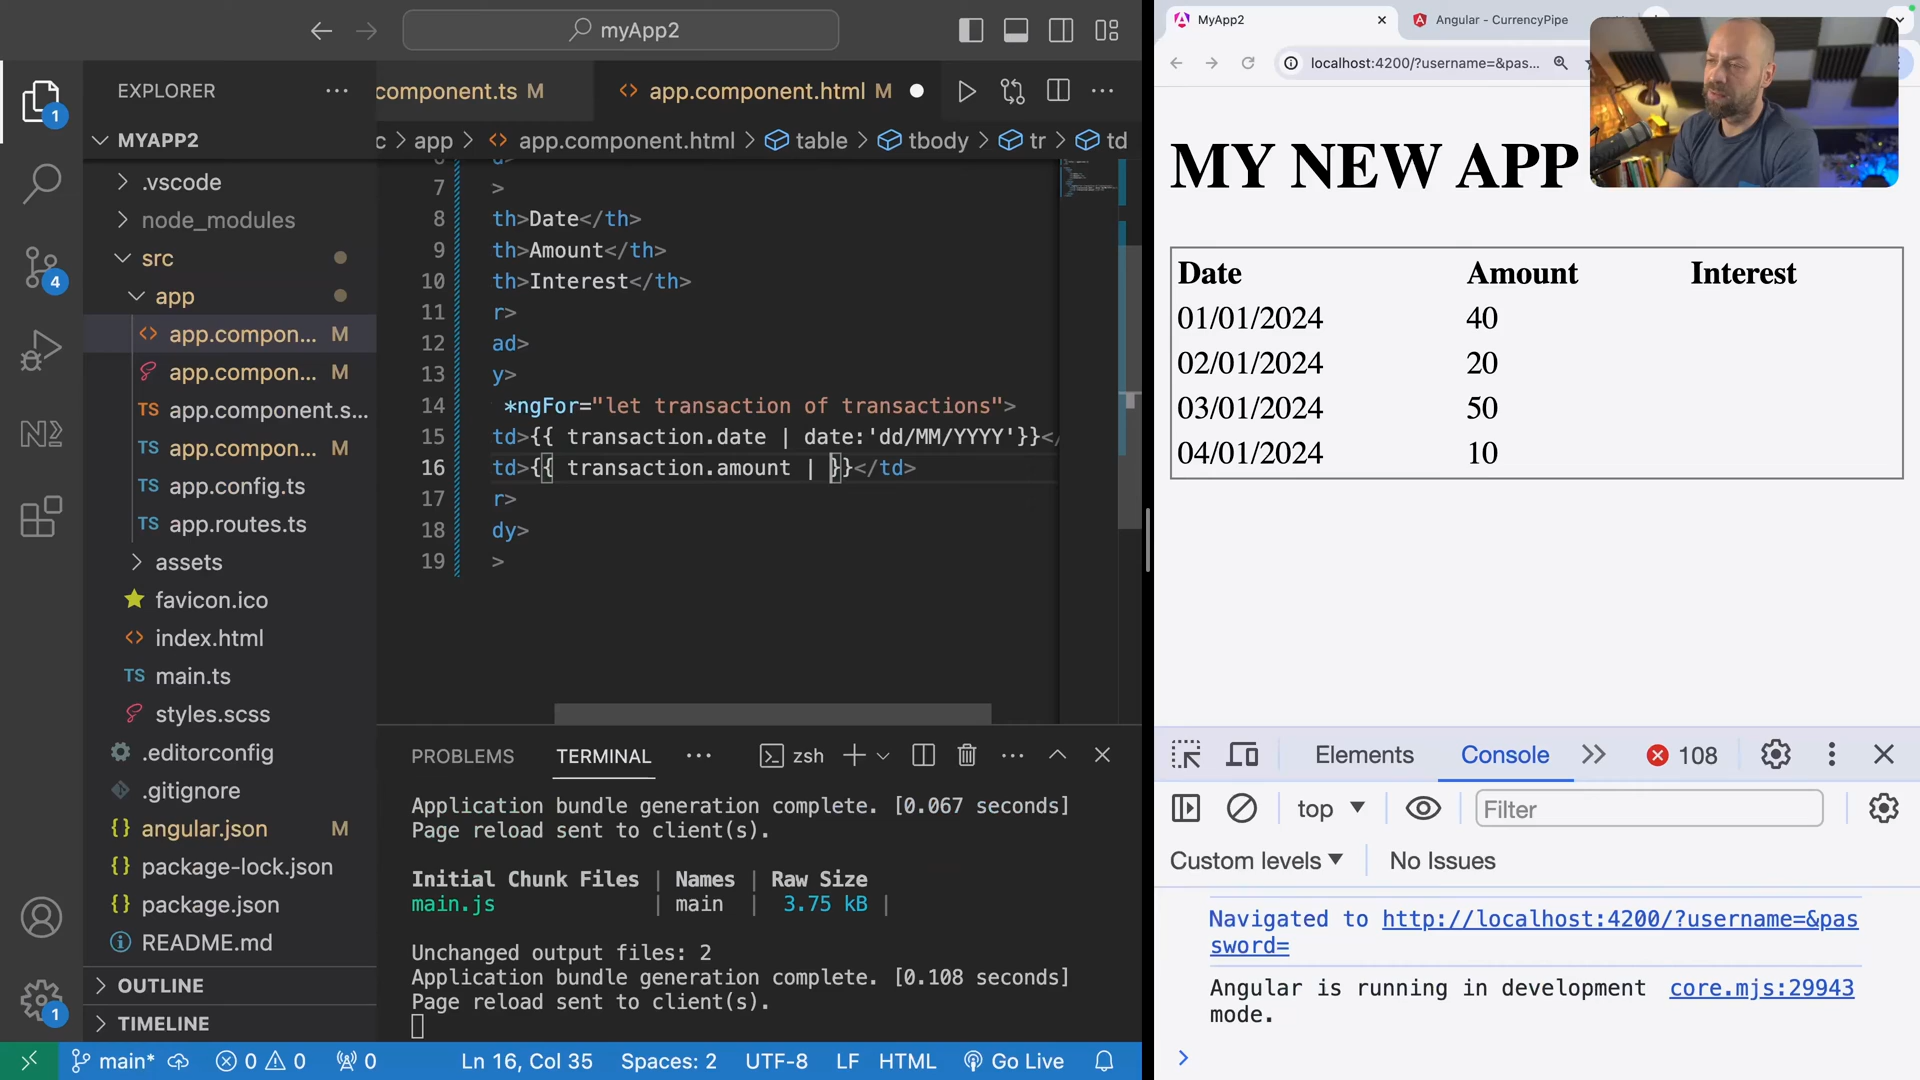 myApp2
EXPLORER
MYAPP2
.vscode
node_modules
src
app
app.compon... M
app.compon... M
TS app.component.s...
TS app.compon... M
TS app.config.ts
TS app.routes.ts
assets
favicon.ico
index.html
TS main.ts
styles.scss
.editorconfig
.gitignore
{} angular.json M
{} package-lock.json
{} package.json
README.md
OUTLINE
TIMELINE
1
4
1
component.ts M
app.component.html M
c > app > app.component.html > table > tbody > tr > td
7 >
8 th>Date</th>
9 th>Amount</th>
10 th>Interest</th>
11 r>
12 ad>
13 y>
14 *ngFor="let transaction of transactions">
15 td>{{ transaction.date | date:'dd/MM/YYYY'}}</
16 td>{{ transaction.amount | }}</td>
17 r>
18 dy>
19 >
PROBLEMS TERMINAL zsh
Application bundle generation complete. [0.067 seconds]
Page reload sent to client(s).
Initial Chunk Files | Names | Raw Size
main.js | main | 3.75 kB |
Unchanged output files: 2
Application bundle generation complete. [0.108 seconds]
Page reload sent to client(s).
main* 0 0 0 Ln 16, Col 35 Spaces: 2 UTF-8 LF HTML Go Live
MyApp2
Angular - CurrencyPipe
localhost:4200/?username=&pas...
MY NEW APP
Date Amount Interest
01/01/2024 40
02/01/2024 20
03/01/2024 50
04/01/2024 10
Elements Console 108
top Filter
Custom levels No Issues
Navigated to http://localhost:4200/?username=&pas
sword=
Angular is running in development core.mjs:29943
mode.